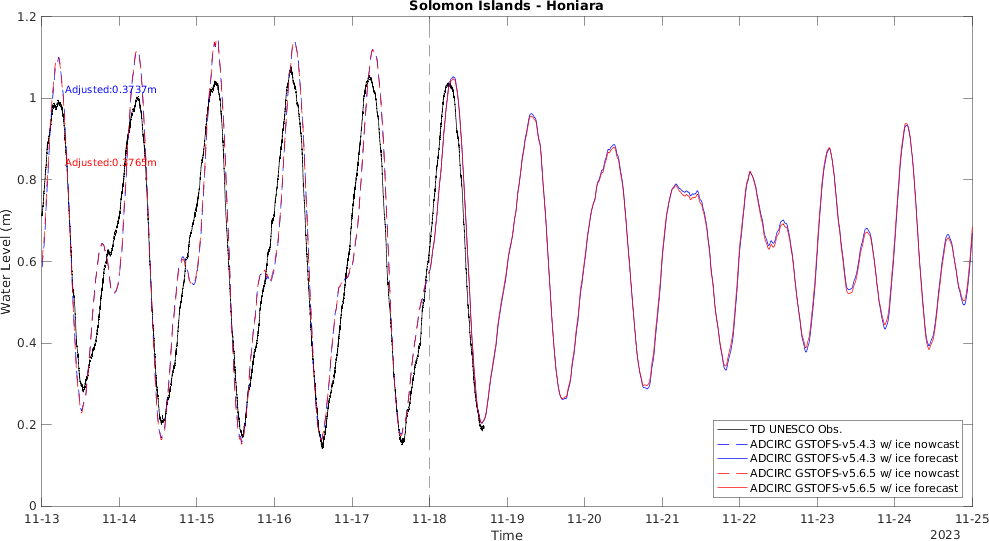 Solomon Islands - Honiara
1.2
1
0.8
0.6
0.4
0.2
0
Water Level (m)
Adjusted:0.3737m
Adjusted:0.3765m
TD UNESCO Obs.
ADCIRC GSTOFS-v5.4.3 w/ ice nowcast
ADCIRC GSTOFS-v5.4.3 w/ ice forecast
ADCIRC GSTOFS-v5.6.5 w/ ice nowcast
ADCIRC GSTOFS-v5.6.5 w/ ice forecast
11-13 11-14 11-15 11-16 11-17 11-18 11-19 11-20 11-21 11-22 11-23 11-24 11-25
Time
2023